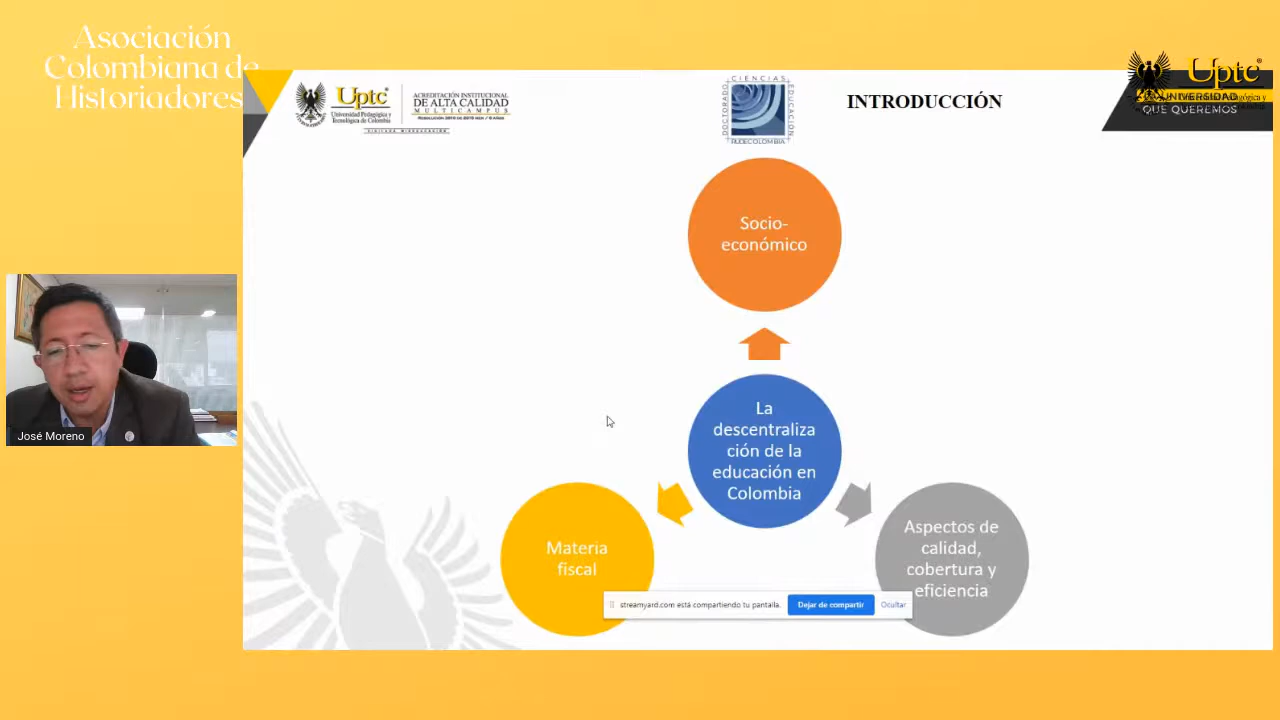 Asociación
Colombiana de
Historiadores
Uptc
Universidad Pedagógica y
Tecnológica de Colombia
ACREDITACIÓN INSTITUCIONAL
DE ALTA CALIDAD
MULTICAMPUS
DOCTORADO
CIENCIAS
EDUCACIÓN
RUDECOLOMBIA
INTRODUCCIÓN
Uptc
UNIVERSIDAD
QUE QUEREMOS
Socio-
económico
La
descentraliza
ción de la
educación en
Colombia
Materia
fiscal
Aspectos de
calidad,
cobertura y
eficiencia
streamyard.com está compartiendo tu pantalla.
Dejar de compartir
Ocultar
José Moreno